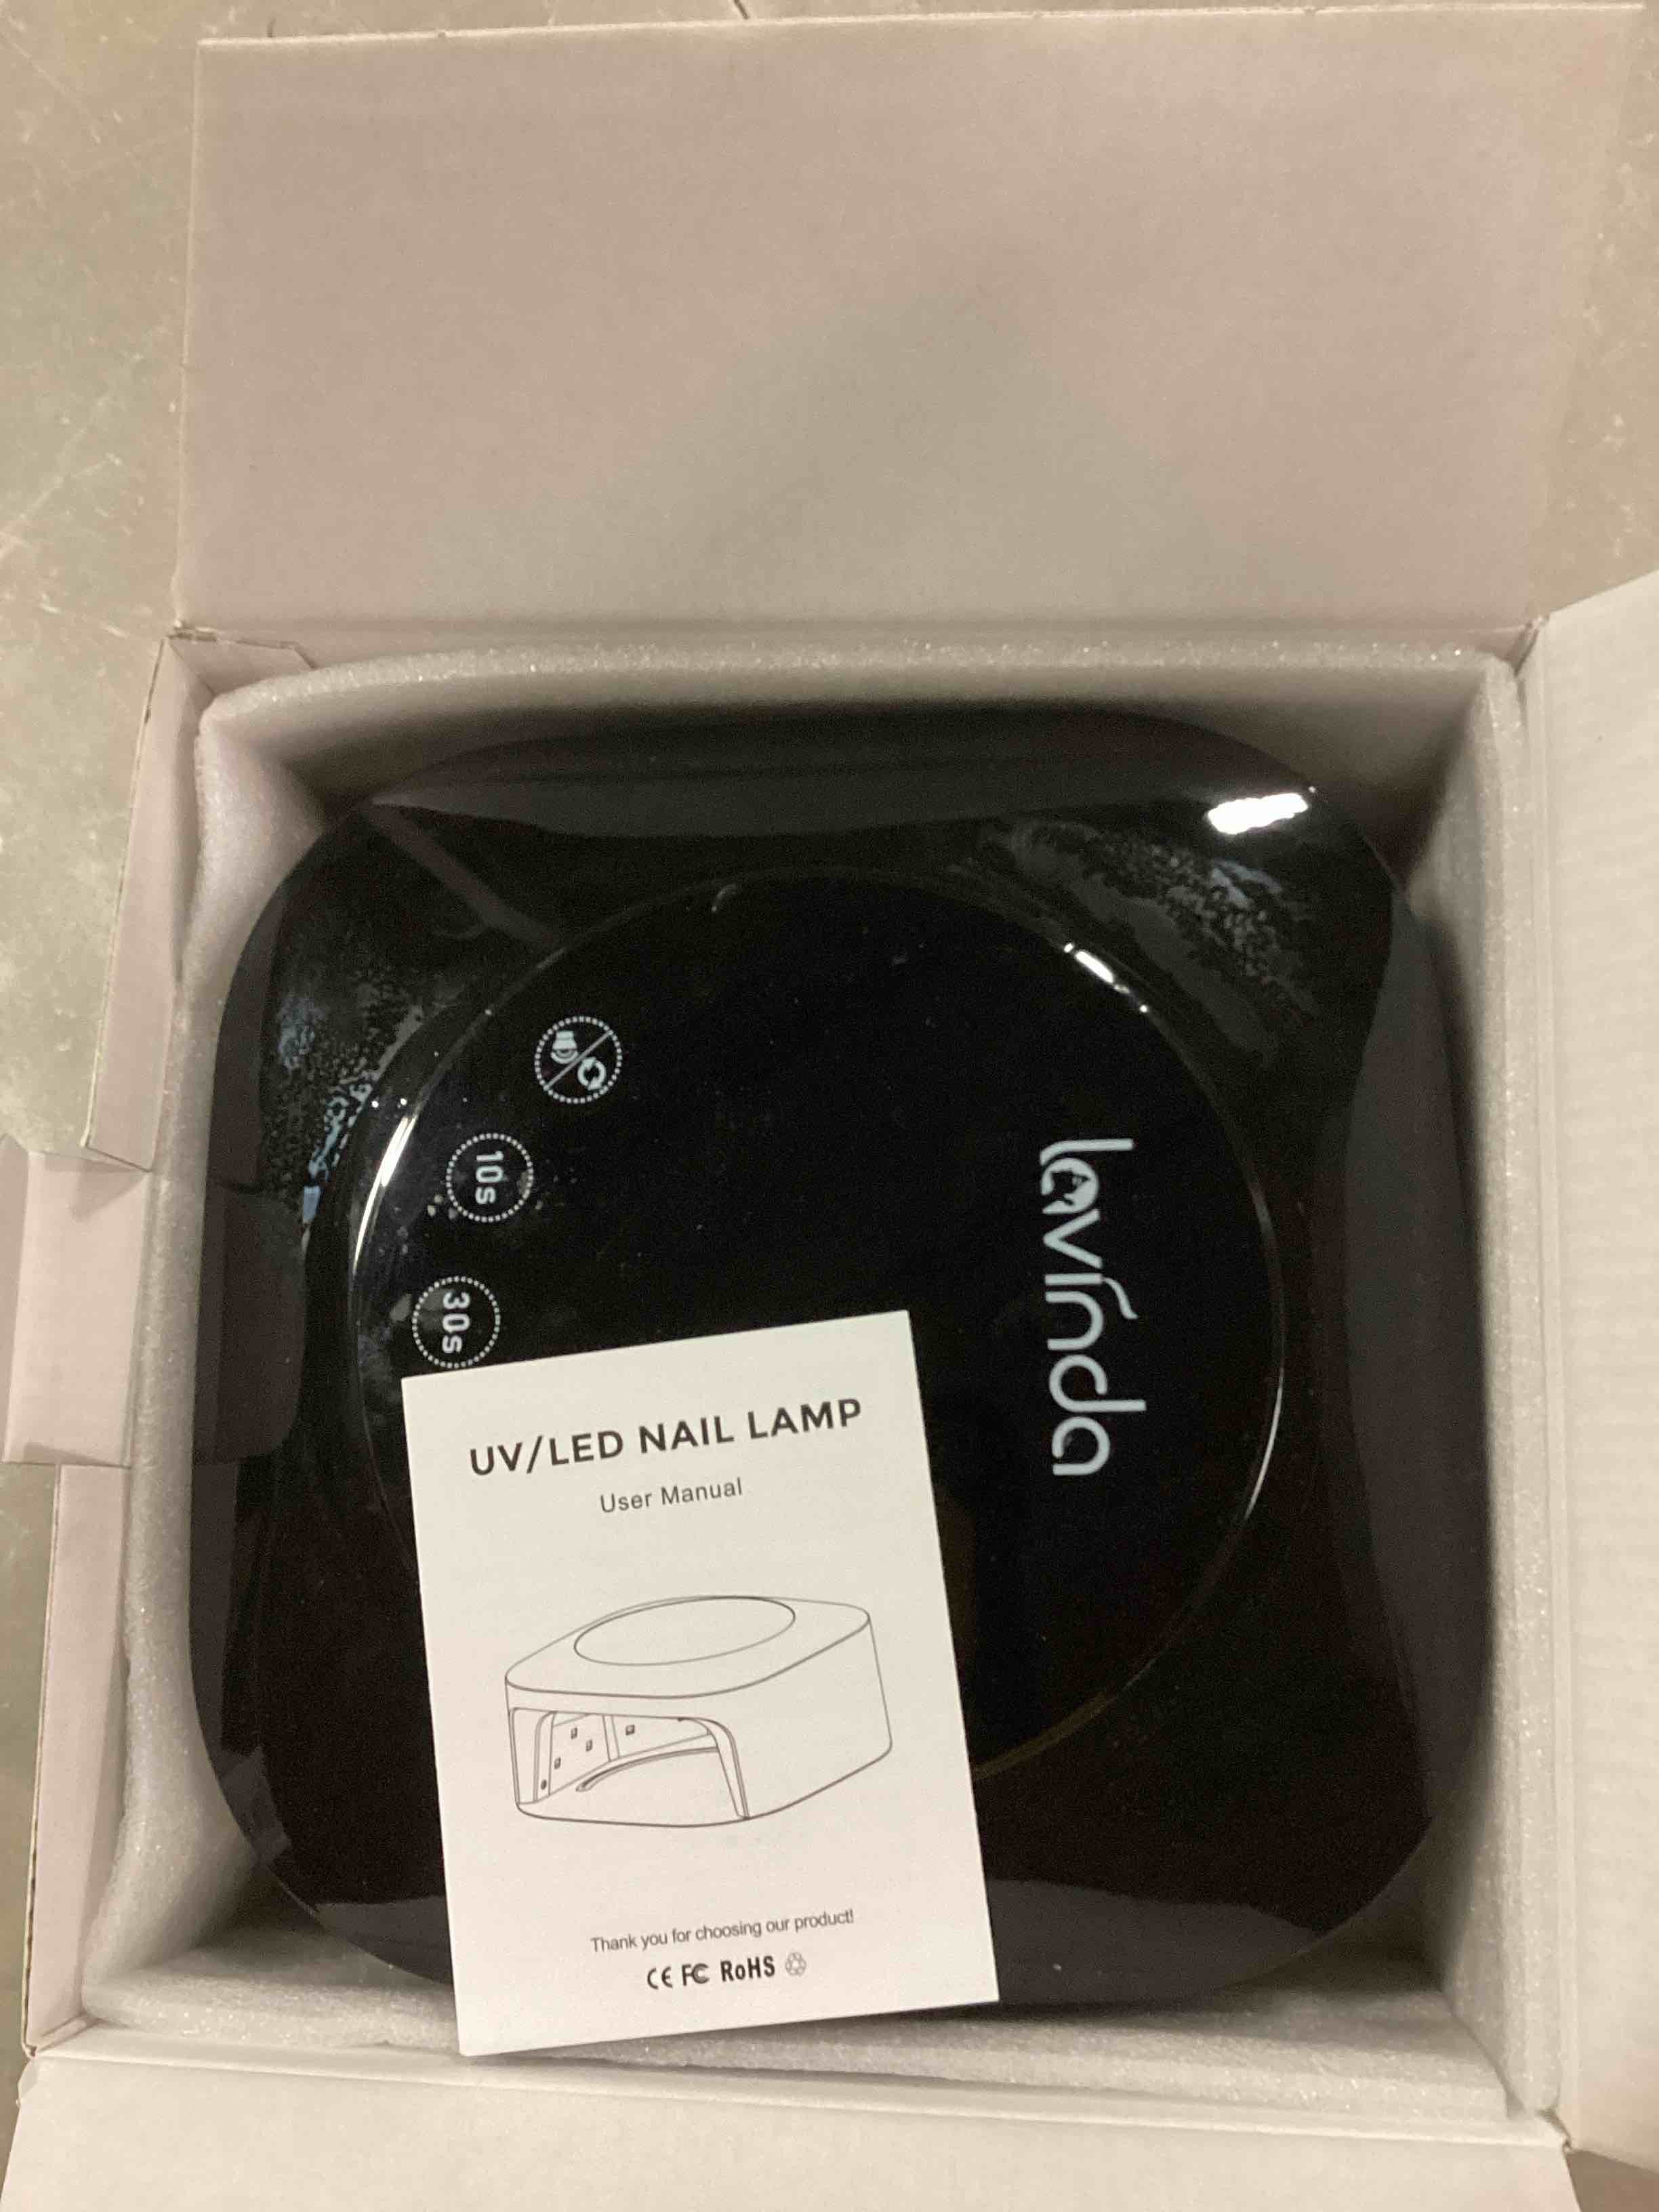 lavinda
10s
30s
UV/LED NAIL LAMP
User Manual
Thank you for choosing our product!
CE FC RoHS